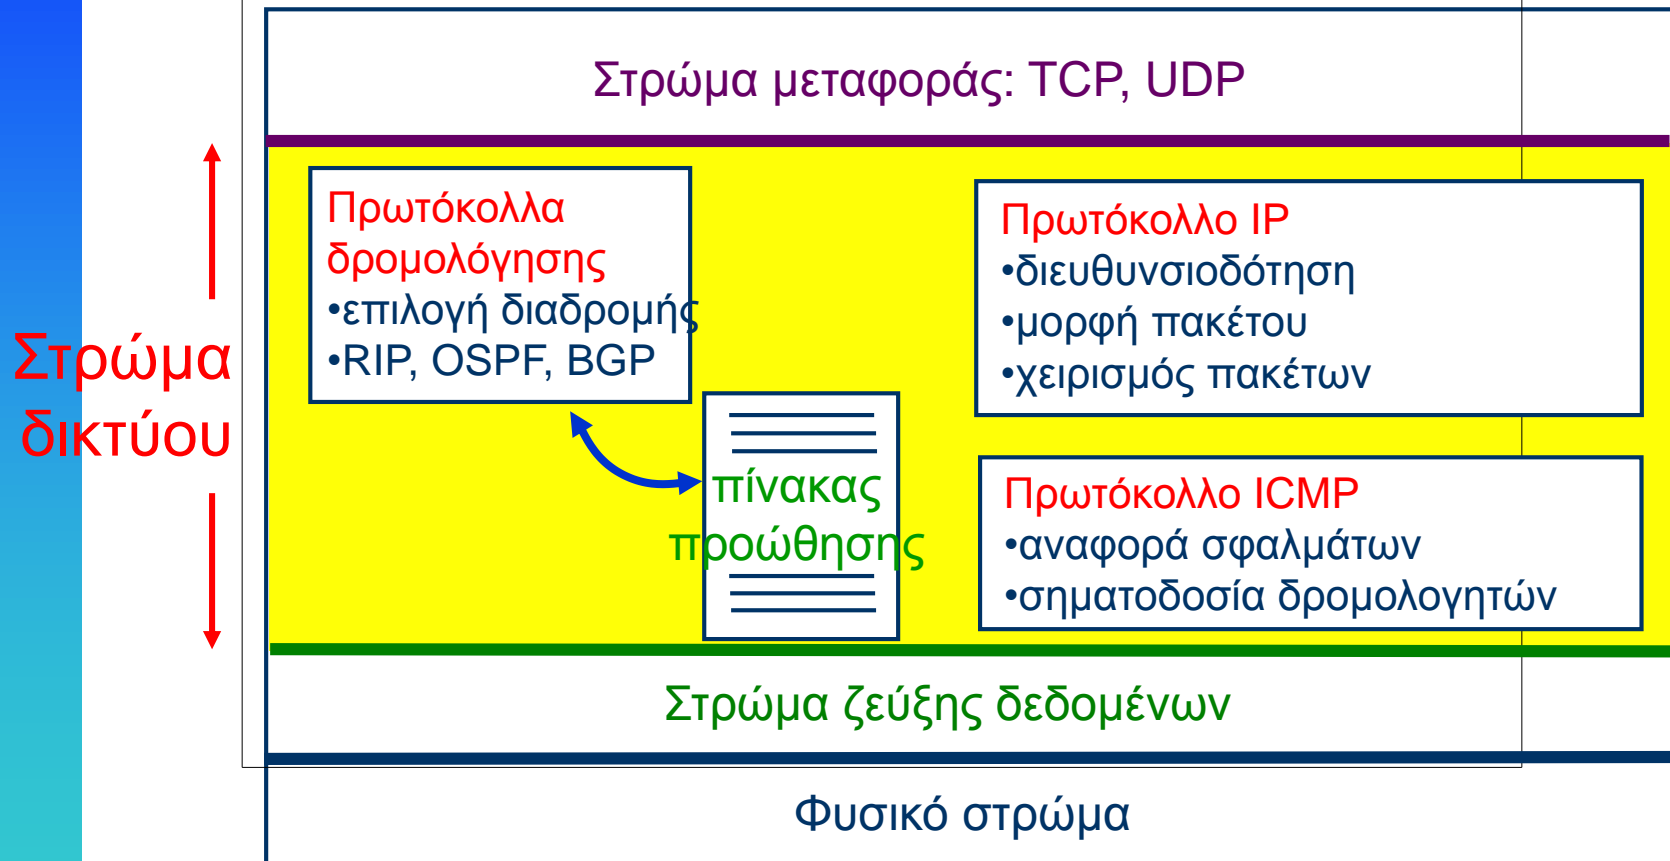 Στρώμα μεταφοράς: TCP, UDP
Στρώμα
δικτύου
Πρωτόκολλα
δρομολόγησης
•επιλογή διαδρομής
•RIP, OSPF, BGP
πίνακας
προώθησης
Πρωτόκολλο IP
•διευθυνσιοδότηση
•μορφή πακέτου
•χειρισμός πακέτων
Πρωτόκολλο ICMP
•αναφορά σφαλμάτων
•σηματοδοσία δρομολογητών
Στρώμα ζεύξης δεδομένων
Φυσικό στρώμα